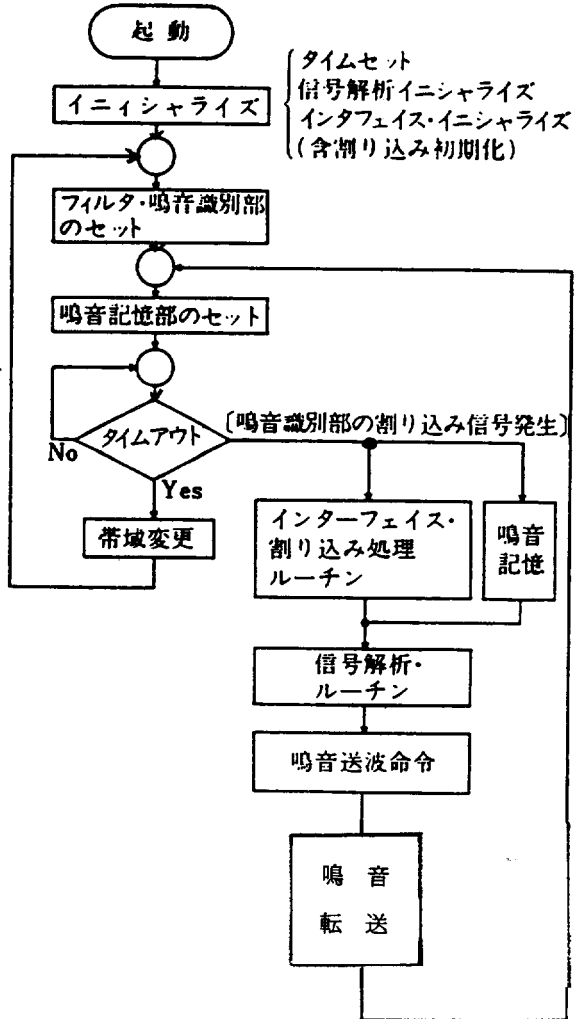 起動
イニィシャライズ
タイムセット
信号解析イニシャライズ
インタフェイス・イニシャライズ
(含割り込み初期化)
フィルタ・鳴音識別部
のセット
鳴音記憶部のセット
タイムアウト
No
Yes
〔鳴音識別部の割り込み信号発生〕
帯域変更
インターフェイス・
割り込み処理
ルーチン
鳴音
記憶
信号解析・
ルーチン
鳴音送波命令
鳴音
転送